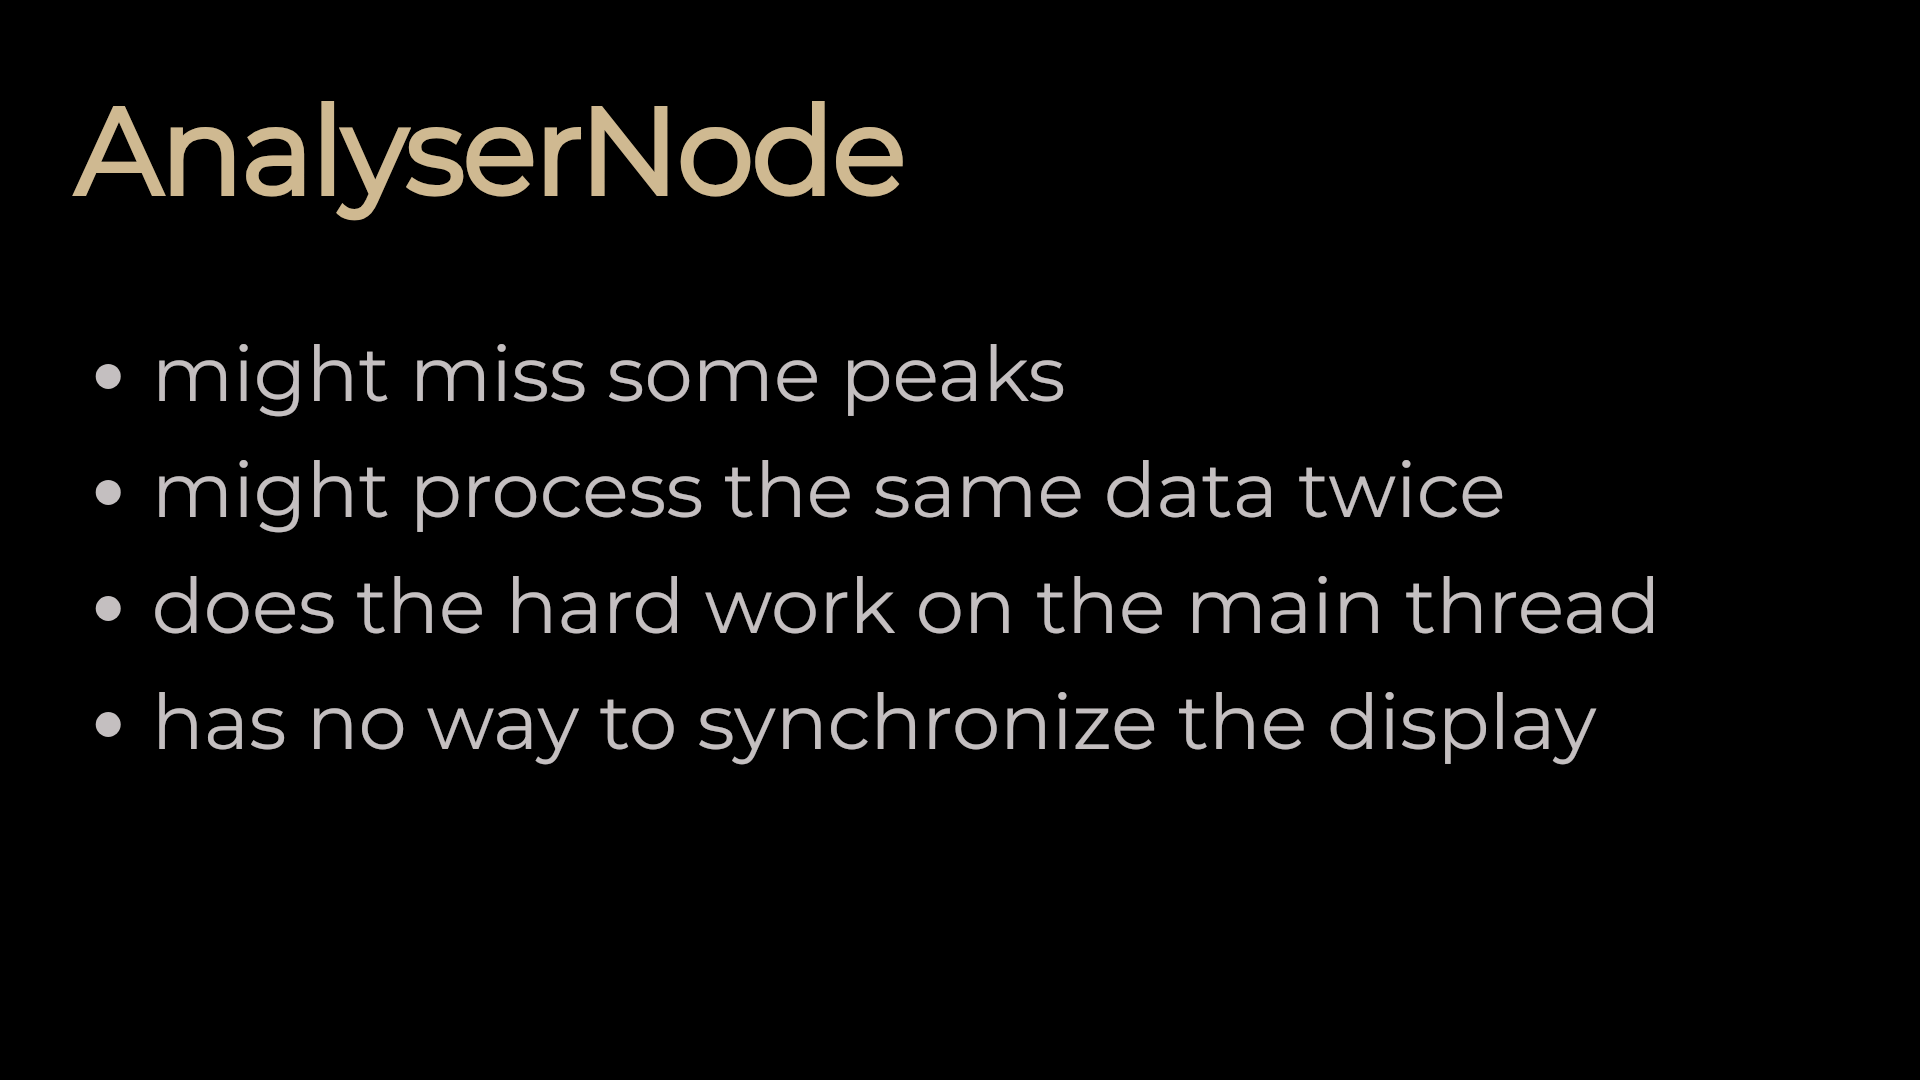 AnalyserNode
• might miss some peaks
• might process the same data twice
• does the hard work on the main thread
• has no way to synchronize the display